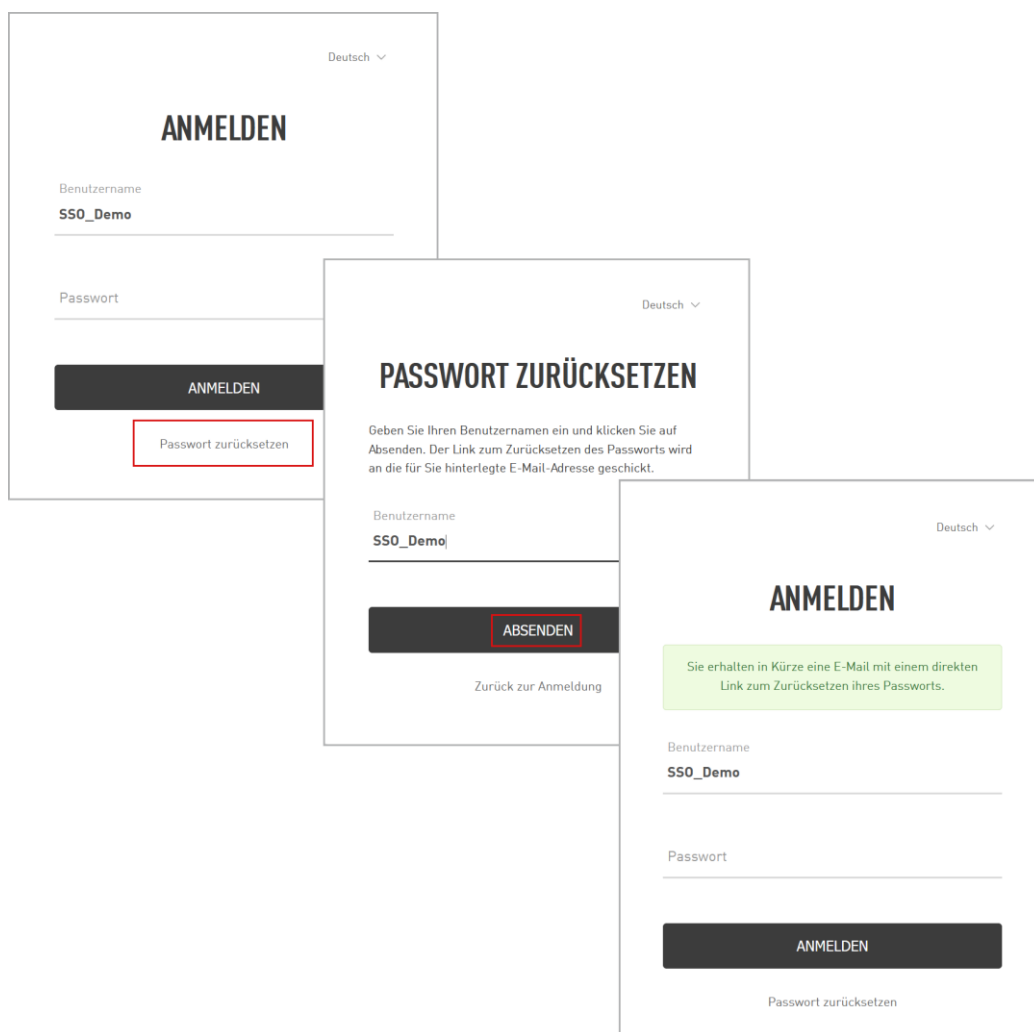 Deutsch
ANMELDEN
Benutzername
SSO_Demo
Passwort
ANMELDEN
Passwort zurücksetzen
Deutsch
PASSWORT ZURÜCKSETZEN
Geben Sie Ihren Benutzernamen ein und klicken Sie auf
Absenden. Der Link zum Zurücksetzen des Passworts wird
an die für Sie hinterlegte E-Mail-Adresse geschickt.
Benutzername
SSO_Demo
ABSENDEN
Zurück zur Anmeldung
Deutsch
ANMELDEN
Sie erhalten in Kürze eine E-Mail mit einem direkten
Link zum Zurücksetzen ihres Passworts.
Benutzername
SSO_Demo
Passwort
ANMELDEN
Passwort zurücksetzen